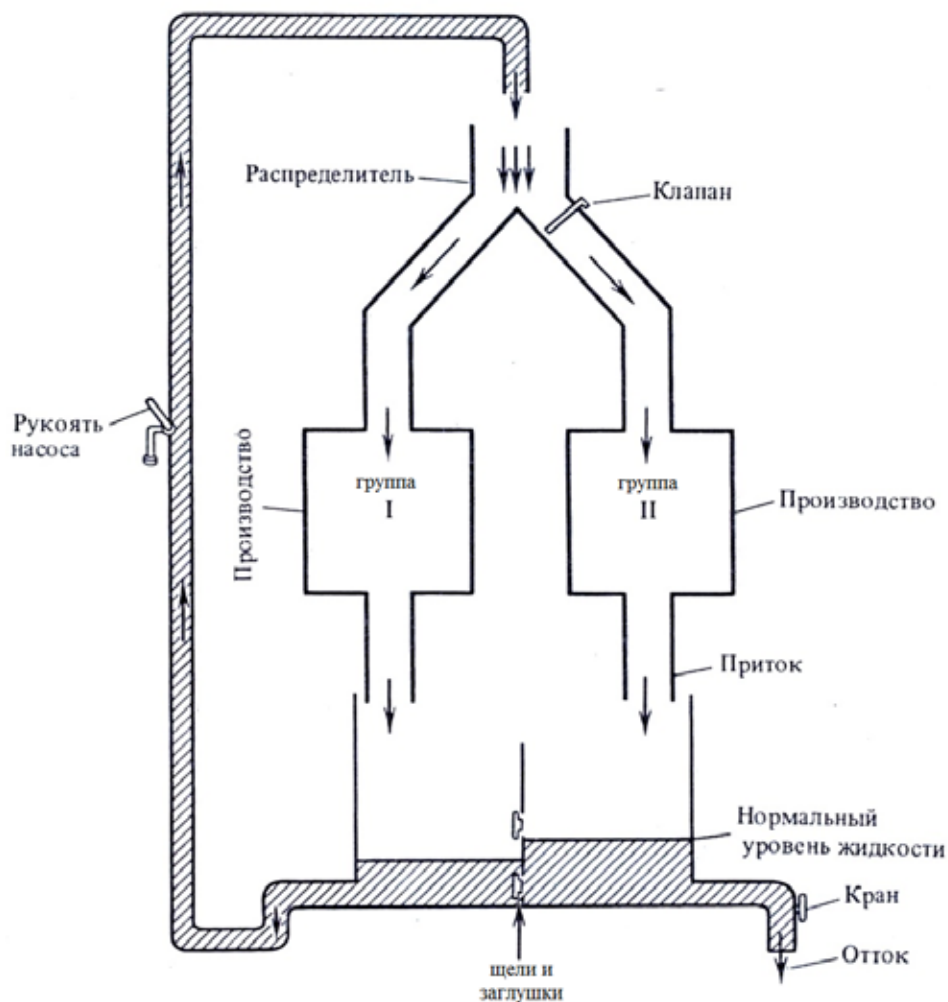 Распределитель
Клапан
Рукоять
насоса
Производство
группа
I
группа
II
Производство
Приток
Нормальный
уровень жидкости
Кран
Отток
щели и
заглушки